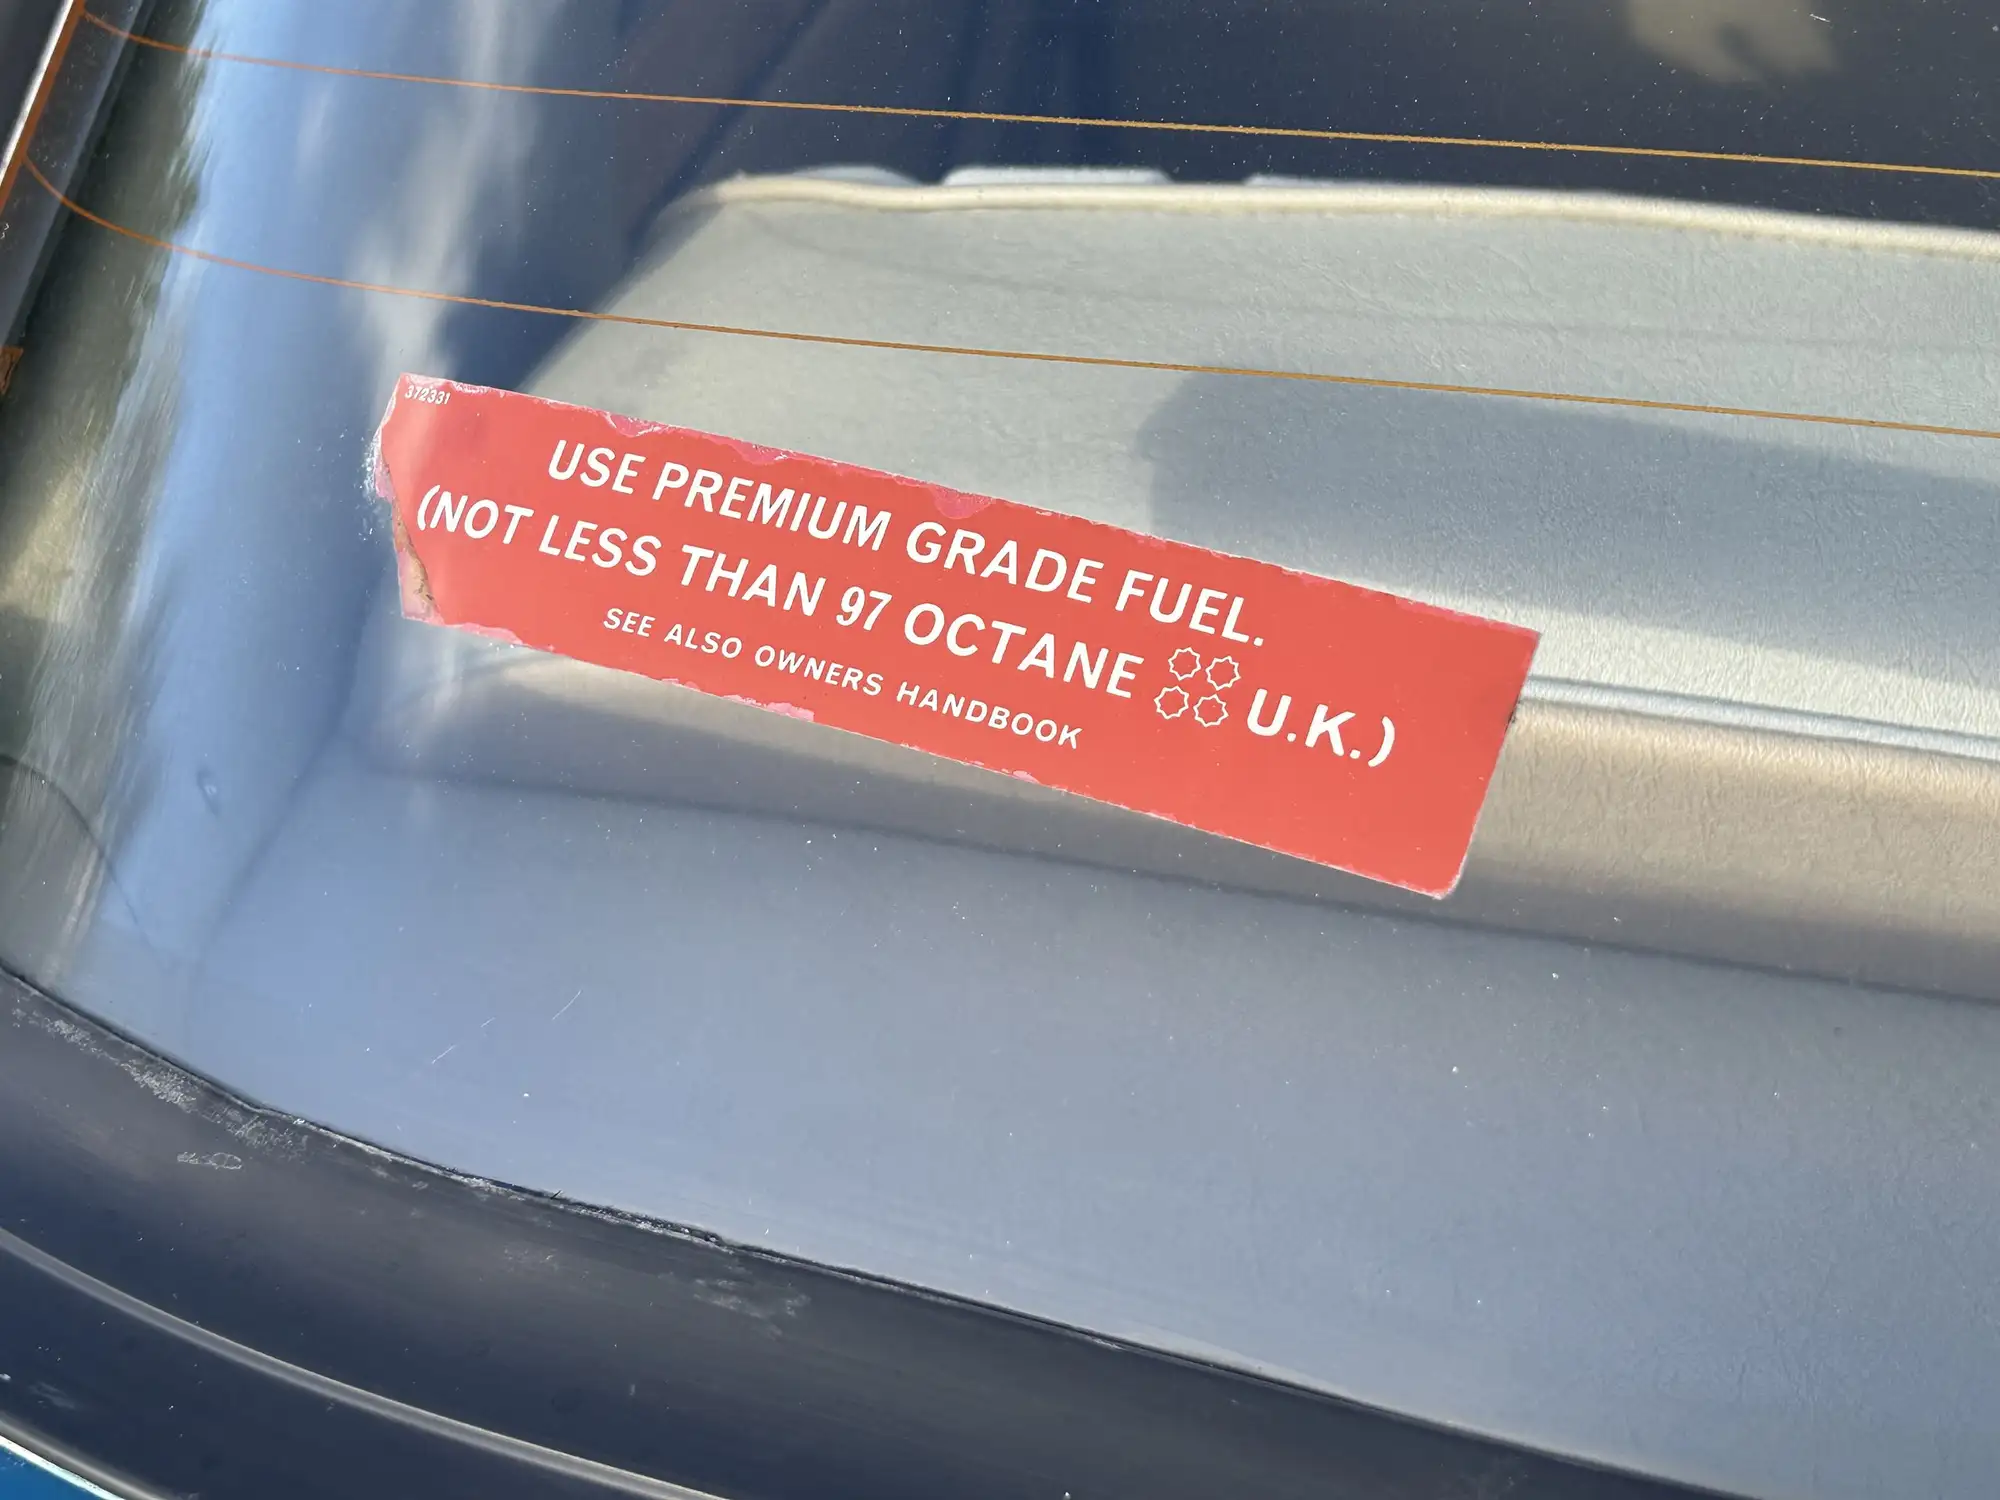 372331
USE PREMIUM GRADE FUEL.
(NOT LESS THAN 97 OCTANE U.K.)
SEE ALSO OWNERS HANDBOOK